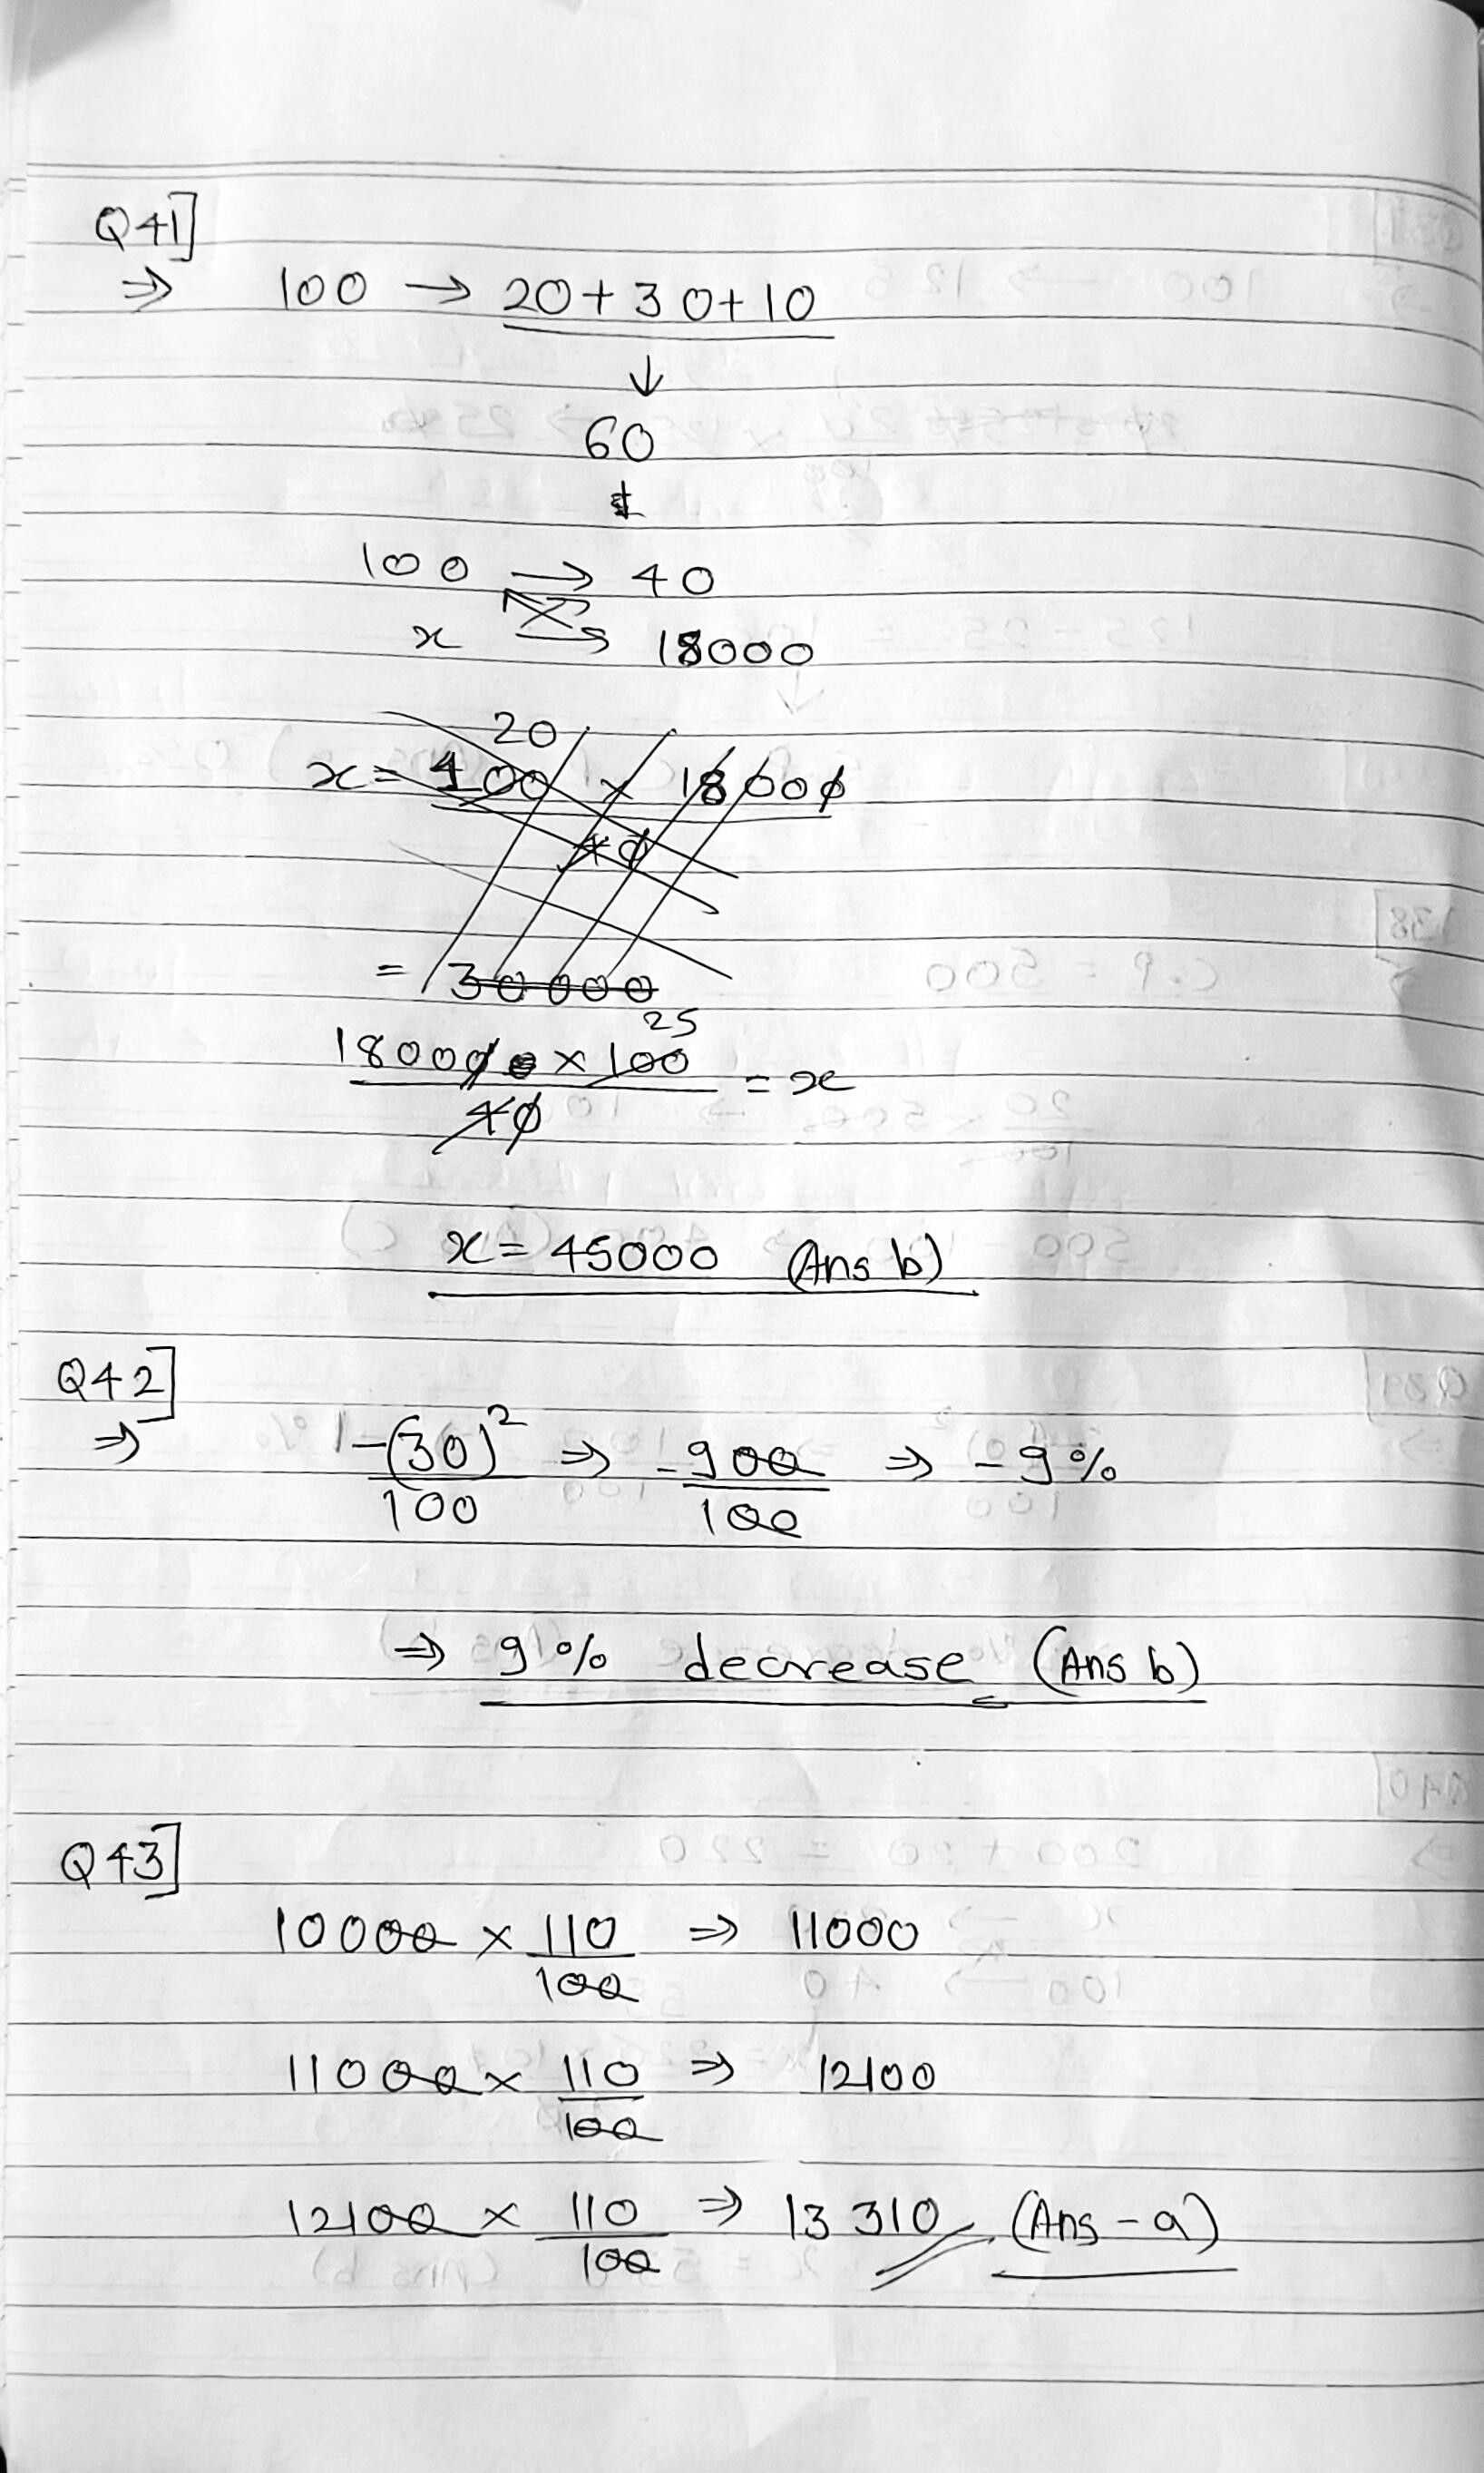 Q41]
⇒ 100 → 20+30+10
↓
60
100 → 40
x → 18000
20
x = 100 × 18000
40
= 30000
25
18000 × 100 = x
40
x = 45000 (Ans b)
Q42]
⇒ -(30)² ⇒ -900 ⇒ -9%
100 100
⇒ 9% decrease (Ans b)
Q43]
10000 × 110 ⇒ 11000
100
11000 × 110 ⇒ 12100
100
12100 × 110 ⇒ 13310 (Ans - a)
100